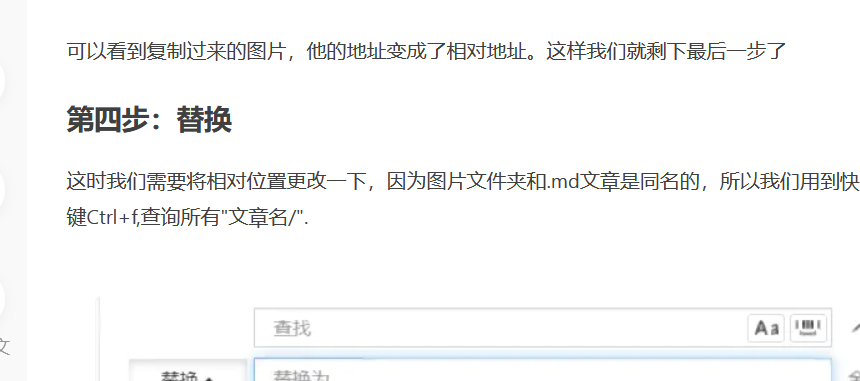 可以看到复制过来的图片，他的地址变成了相对地址。这样我们就剩下最后一步了
第四步：替换
这时我们需要将相对位置更改一下，因为图片文件夹和.md文章是同名的，所以我们用到快
键Ctrl+f,查询所有"文章名/".
查找
Aa
替换
替换为
文